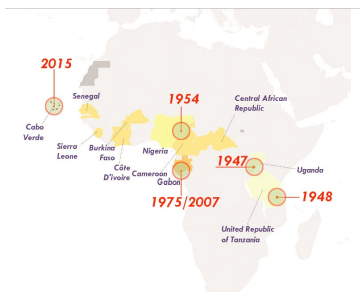 2015
Senegal
1954
Central African
Republic
Cabo
Verde
Sierra
Leone
Burkina
Faso
Côte
D'ivoire
Nigeria
Cameroon
Gabon
1947
Uganda
1975/2007
1948
United Republic
of Tanzania